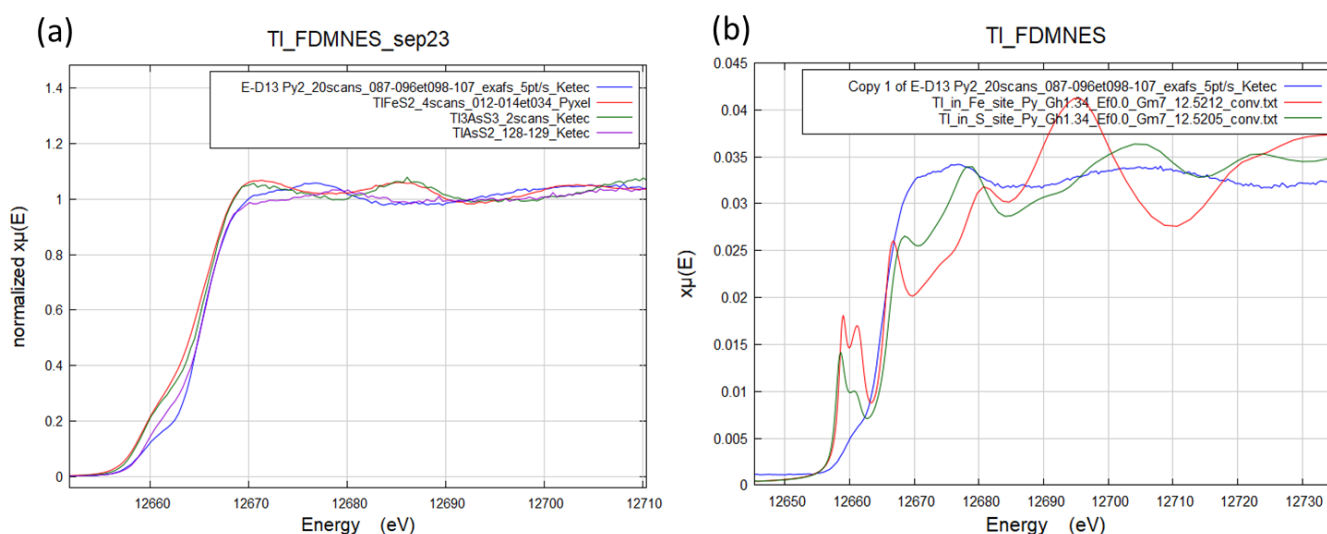 (a)
Tl_FDMNES_sep23
E-D13 Py2_20scans_087-096et098-107_exafs_5pt/s_Ketec
TlFeS2_4scans_012-014et034_Pyxel
Tl3AsS3_2scans_Ketec
TlAsS2_128-129_Ketec
normalized xµ(E)
1.4
1.2
1
0.8
0.6
0.4
0.2
0
12660
12670
12680
12690
12700
12710
Energy (eV)
(b)
Tl_FDMNES
Copy 1 of E-D13 Py2_20scans_087-096et098-107_exafs_5pt/s_Ketec
Tl_in_Fe_site_Py_Gh1.34_Ef0.0_Gm7_12.5212_conv.txt
Tl_in_S_site_Py_Gh1.34_Ef0.0_Gm7_12.5205_conv.txt
xµ(E)
0.045
0.04
0.035
0.03
0.025
0.02
0.015
0.01
0.005
0
12650
12660
12670
12680
12690
12700
12710
12720
12730
Energy (eV)